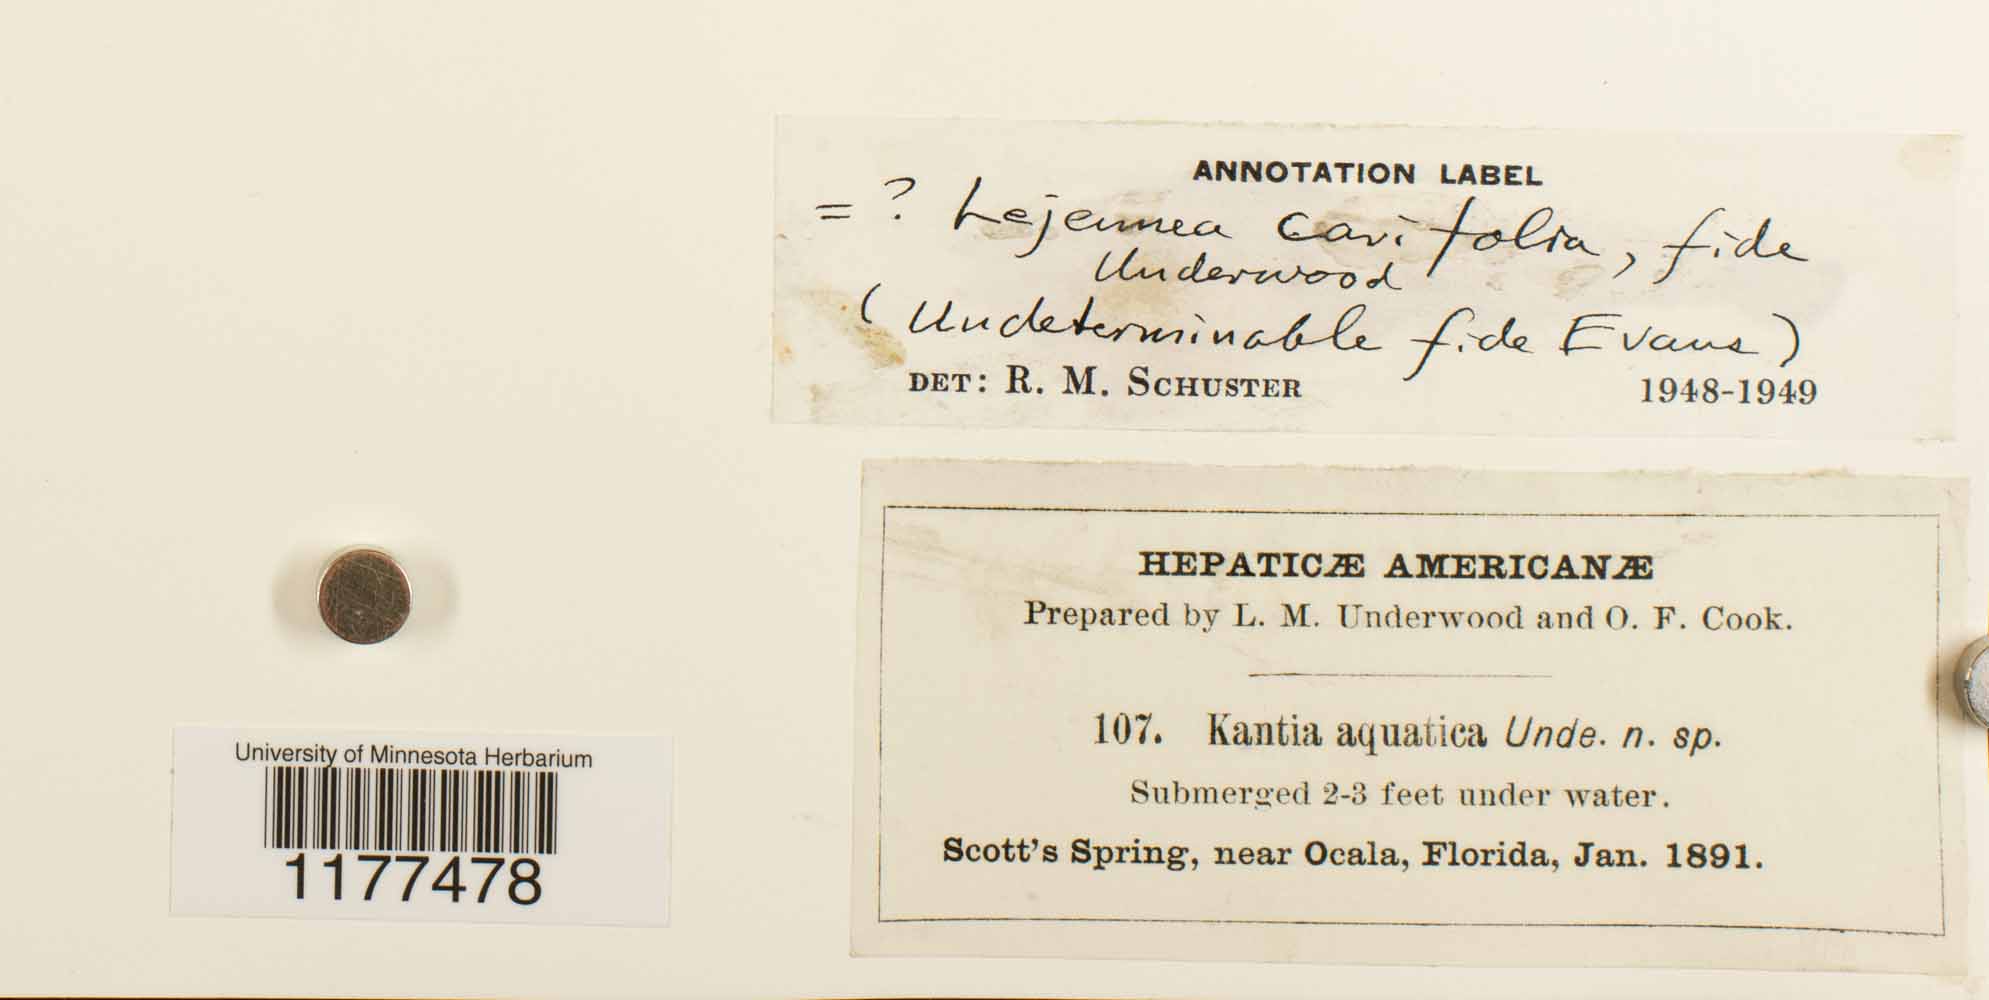 ANNOTATION LABEL
= ? Lejeunea cavifolia, fide
Underwood
(Undeterminable fide Evans)
DET: R. M. SCHUSTER 1948-1949
HEPATICÆ AMERICANÆ
Prepared by L. M. Underwood and O. F. Cook.
107. Kantia aquatica Unde. n. sp.
Submerged 2-3 feet under water.
Scott's Spring, near Ocala, Florida, Jan. 1891.
University of Minnesota Herbarium
1177478